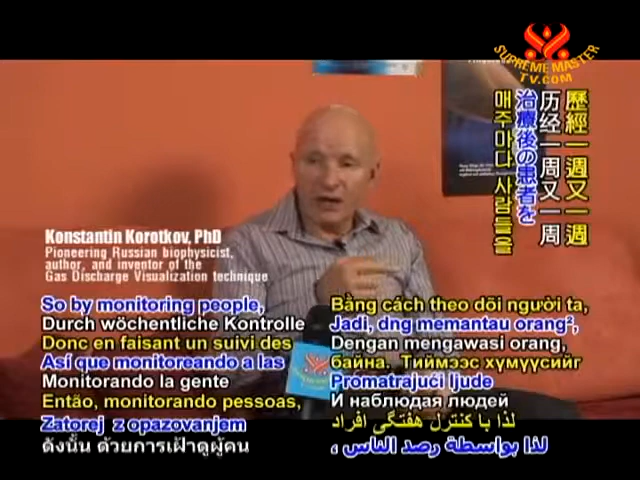 SUPREME MASTER
TV.COM
歷經一週又一週
历经一周又一周
治療後の患者を
매주마다 사람들을
Konstantin Korotkov, PhD
Pioneering Russian biophysicist,
author, and inventor of the
Gas Discharge Visualization technique
So by monitoring people,
Durch wöchentliche Kontrolle
Donc en faisant un suivi des
Así que monitoreando a las
Monitorando la gente
Então, monitorando pessoas,
Zatorej z opazovanjem
ดังนั้น ด้วยการเฝ้าดูผู้คน
Bằng cách theo dõi người ta,
Jadi, dng memantau orang²,
Dengan mengawasi orang,
байна. Тиймээс хүмүүсийг
Promatrajući ljude
И наблюдая людей
لذا با کنترل هفتگی افراد
لذا بواسطة رصد الناس ،